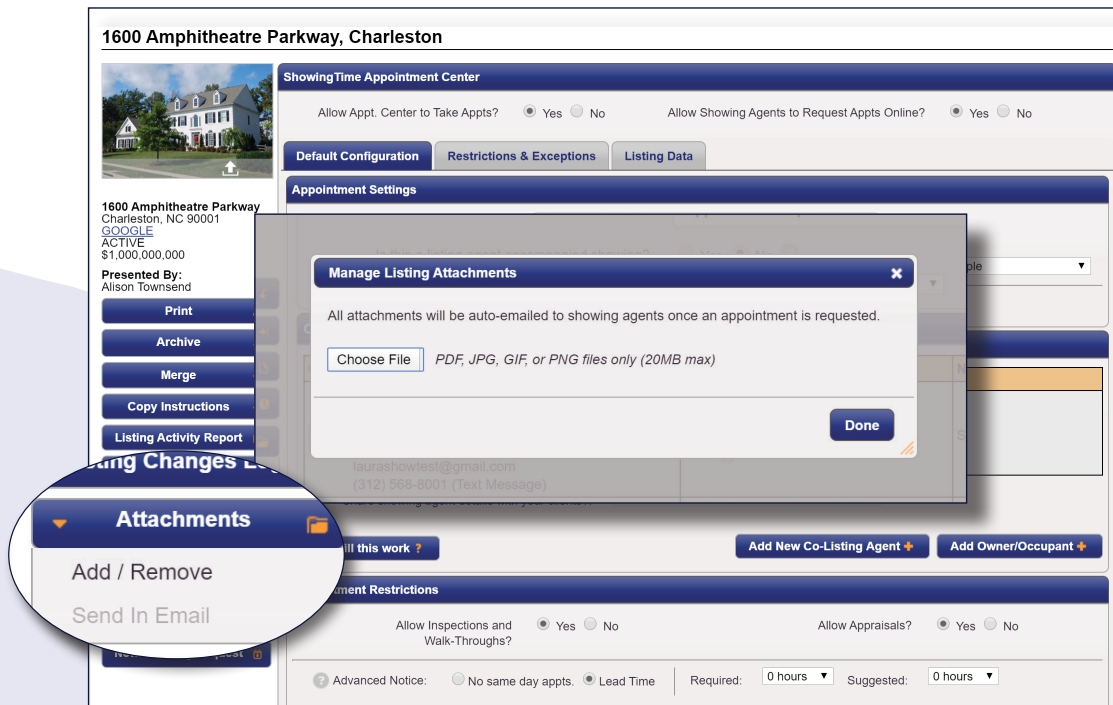 1600 Amphitheatre Parkway, Charleston
ShowingTime Appointment Center
Allow Appt. Center to Take Appts? Yes No Allow Showing Agents to Request Appts Online? Yes No
Default Configuration Restrictions & Exceptions Listing Data
Appointment Settings
1600 Amphitheatre Parkway
Charleston, NC 90001
GOOGLE
ACTIVE
$1,000,000,000
Presented By:
Alison Townsend
Print
Archive
Merge
Copy Instructions
Listing Activity Report
Manage Listing Attachments
All attachments will be auto-emailed to showing agents once an appointment is requested.
Choose File PDF, JPG, GIF, or PNG files only (20MB max)
Done
laurashowtest@gmail.com
(312) 568-8001 (Text Message)
Changes
Attachments
Add / Remove
Send In Email
ill this work ?
Add New Co-Listing Agent + Add Owner/Occupant +
Restrictions
Allow Inspections and Yes No Allow Appraisals? Yes No
Walk-Throughs?
? Advanced Notice: No same day appts. Lead Time Required: 0 hours Suggested: 0 hours